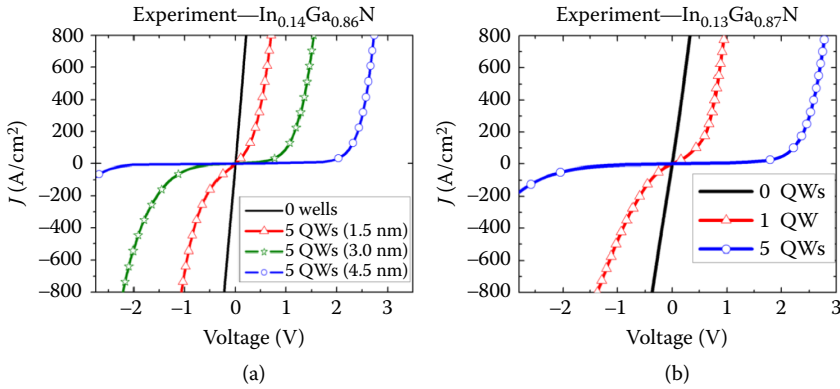 Experiment—In0.14Ga0.86N
800
600
400
200
0
−200
−400
−600
−800
J (A/cm2)
0 wells
5 QWs (1.5 nm)
5 QWs (3.0 nm)
5 QWs (4.5 nm)
−2 −1 0 1 2 3
Voltage (V)
(a)
Experiment—In0.13Ga0.87N
800
600
400
200
0
−200
−400
−600
−800
J (A/cm2)
0 QWs
1 QW
5 QWs
−2 −1 0 1 2 3
Voltage (V)
(b)